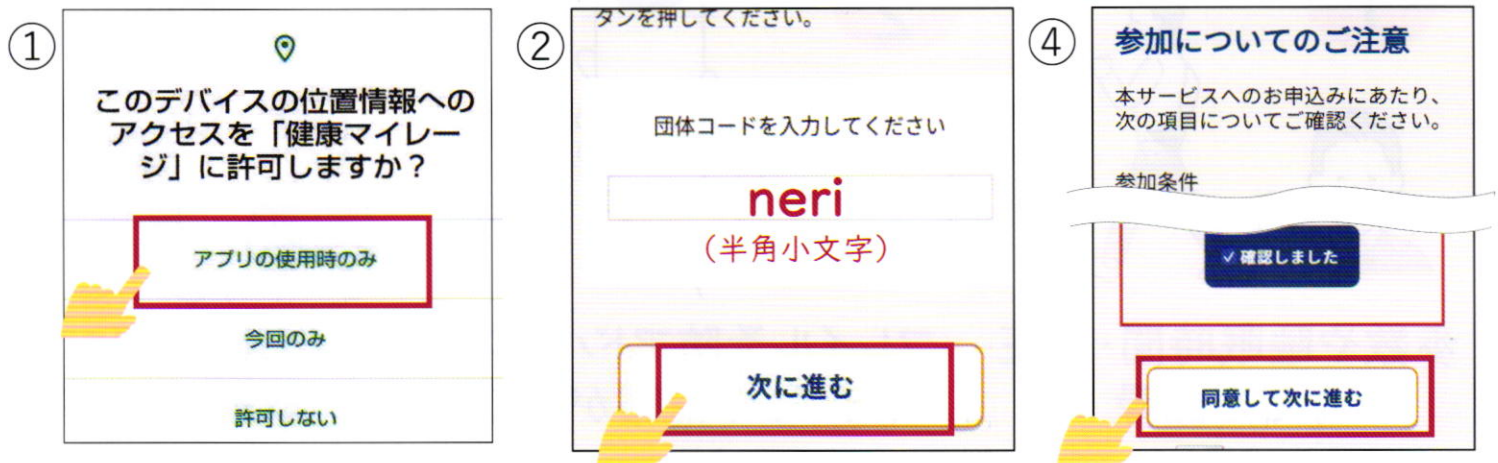 ①
このデバイスの位置情報への
アクセスを「健康マイレー
ジ」に許可しますか？
アプリの使用時のみ
今回のみ
許可しない
②
タンを押してください。
団体コードを入力してください
neri
（半角小文字）
次に進む
④
参加についてのご注意
本サービスへのお申込みにあたり、
次の項目についてご確認ください。
参加条件
✓確認しました
同意して次に進む